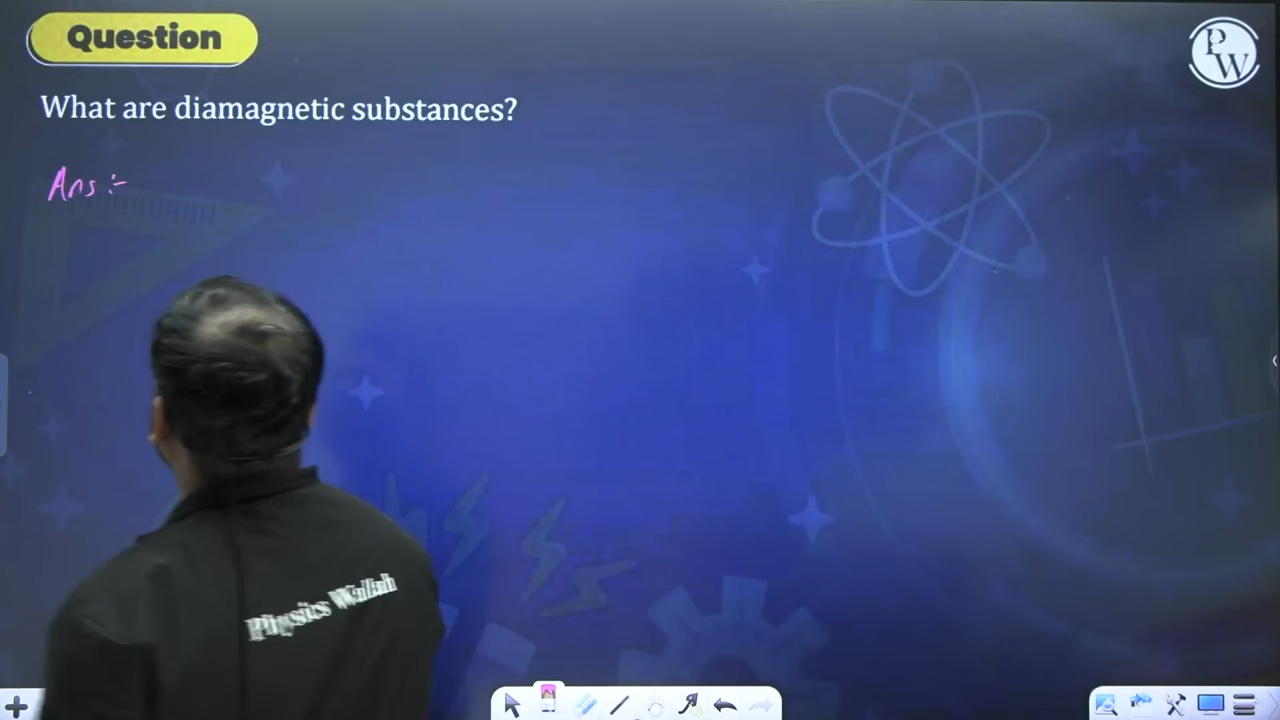 Question
P
W
What are diamagnetic substances?
Ans :-
Physics Wallah